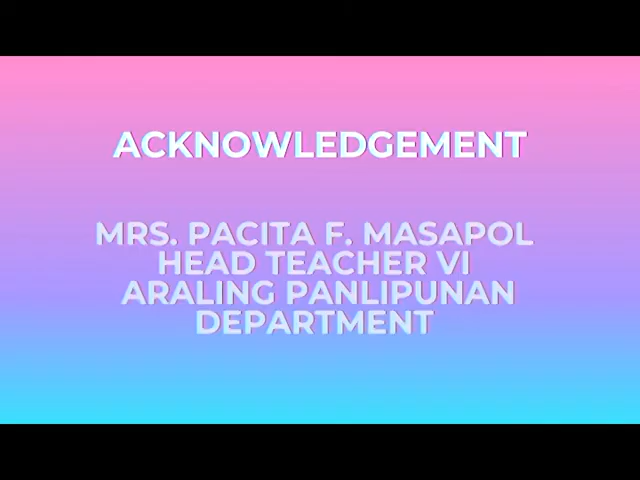 ACKNOWLEDGEMENT
MRS. PACITA F. MASAPOL
HEAD TEACHER VI
ARALING PANLIPUNAN
DEPARTMENT